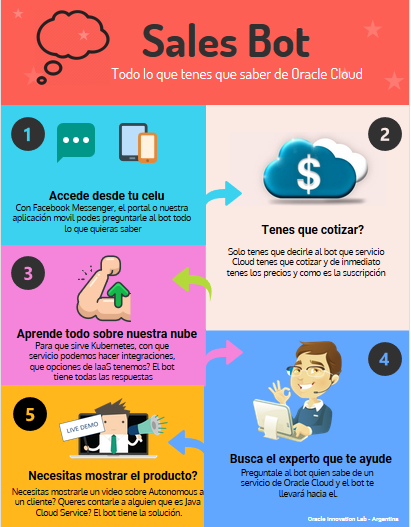 Sales Bot
Todo lo que tenes que saber de Oracle Cloud
1
Accede desde tu celu
Con Facebook Messenger, el portal o nuestra
aplicación movil podes preguntarle al bot todo
lo que quieras saber
2
$
Tenes que cotizar?
Solo tenes que decirle al bot que servicio
Cloud tenes que cotizar y de inmediato
tenes los precios y como es la suscripción
3
Aprende todo sobre nuestra nube
Para que sirve Kubernetes, con que
servicio podemos hacer integraciones,
que opciones de IaaS tenemos? El bot
tiene todas las respuestas
4
Busca el experto que te ayude
Preguntale al bot quien sabe de un
servicio de Oracle Cloud y el bot te
llevará hacia el.
5
LIVE DEMO
Necesitas mostrar el producto?
Necesitas mostrarle un video sobre Autonomous a
un cliente? Queres contarle a alguien que es Java
Cloud Service? El bot tiene la solución.
Oracle Innovation Lab - Argentina